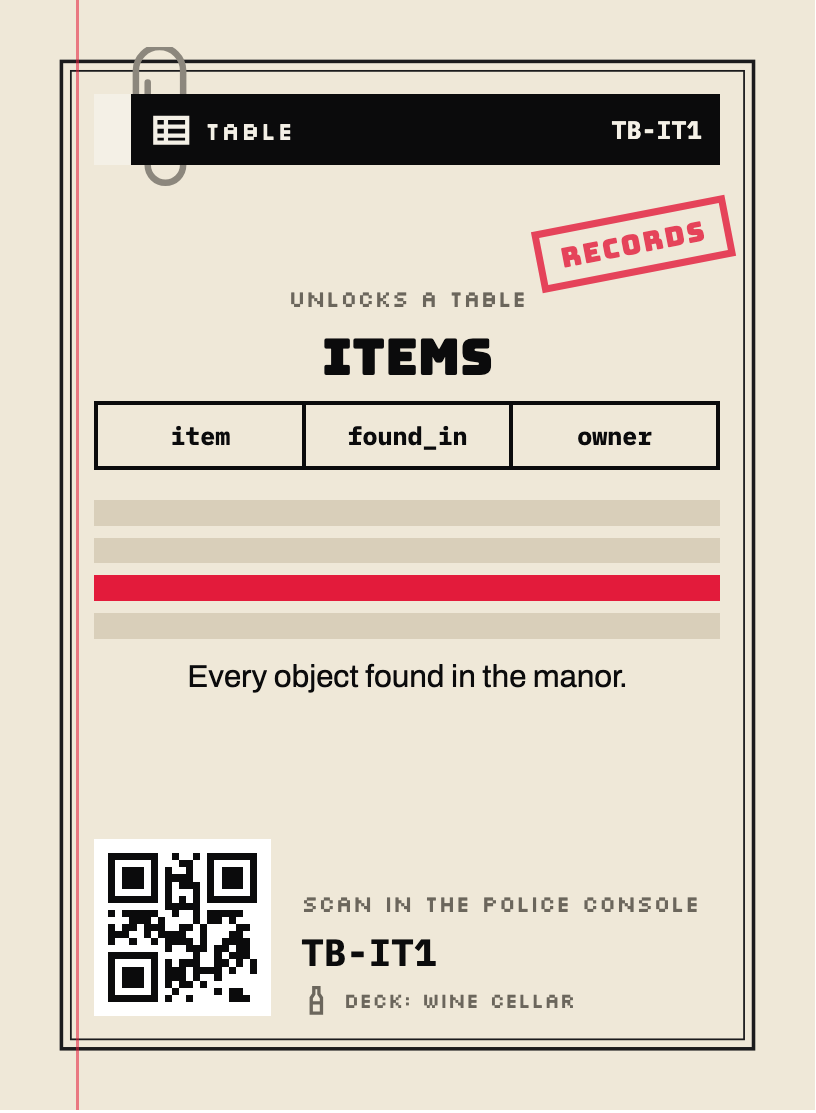 TABLE
TB-IT1
RECORDS
UNLOCKS A TABLE
ITEMS
item found_in owner
Every object found in the manor.
SCAN IN THE POLICE CONSOLE
TB-IT1
DECK: WINE CELLAR